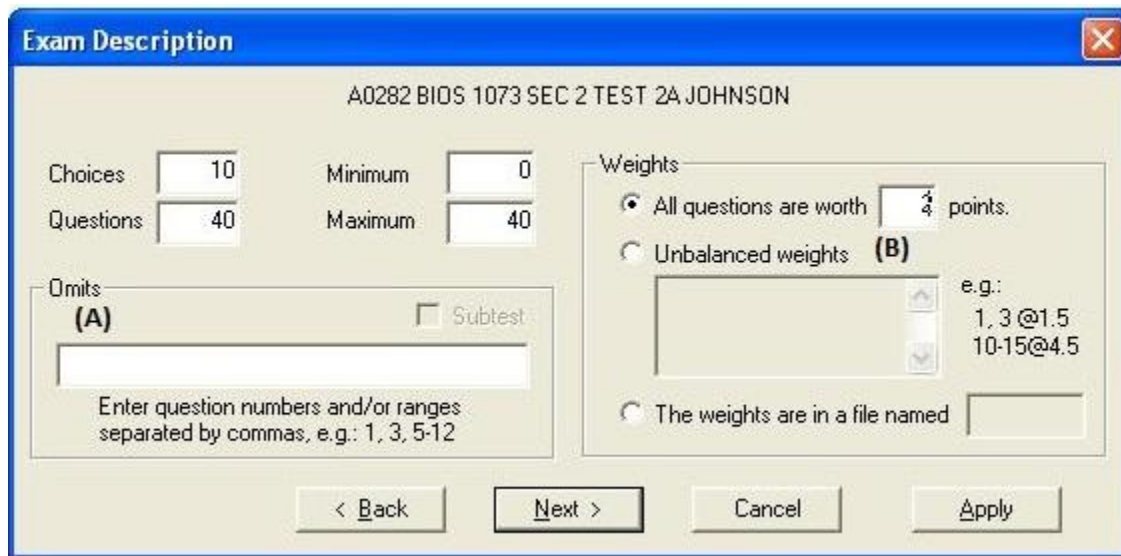 Exam Description
A0282 BIOS 1073 SEC 2 TEST 2A JOHNSON
Choices 10 Minimum 0
Questions 40 Maximum 40
Omits
(A) Subtest
Enter question numbers and/or ranges
separated by commas, e.g.: 1, 3, 5-12
Weights
All questions are worth points.
Unbalanced weights (B)
e.g.:
1, 3 @1.5
10-15@4.5
The weights are in a file named
< Back Next > Cancel Apply